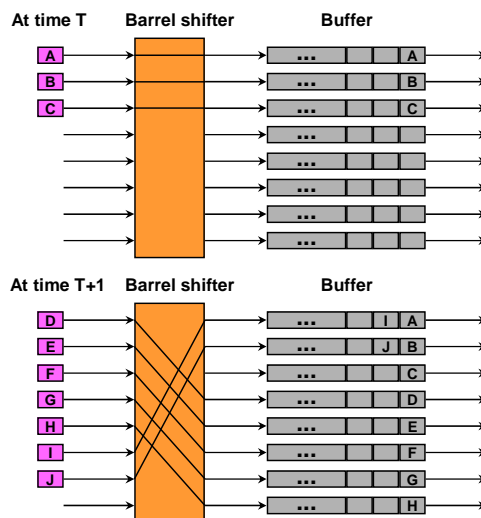 At time T Barrel shifter Buffer
A ... A
B ... B
C ... C
...
...
...
...
...
At time T+1 Barrel shifter Buffer
D ... I A
E ... J B
F ... C
G ... D
H ... E
I ... F
J ... G
... H